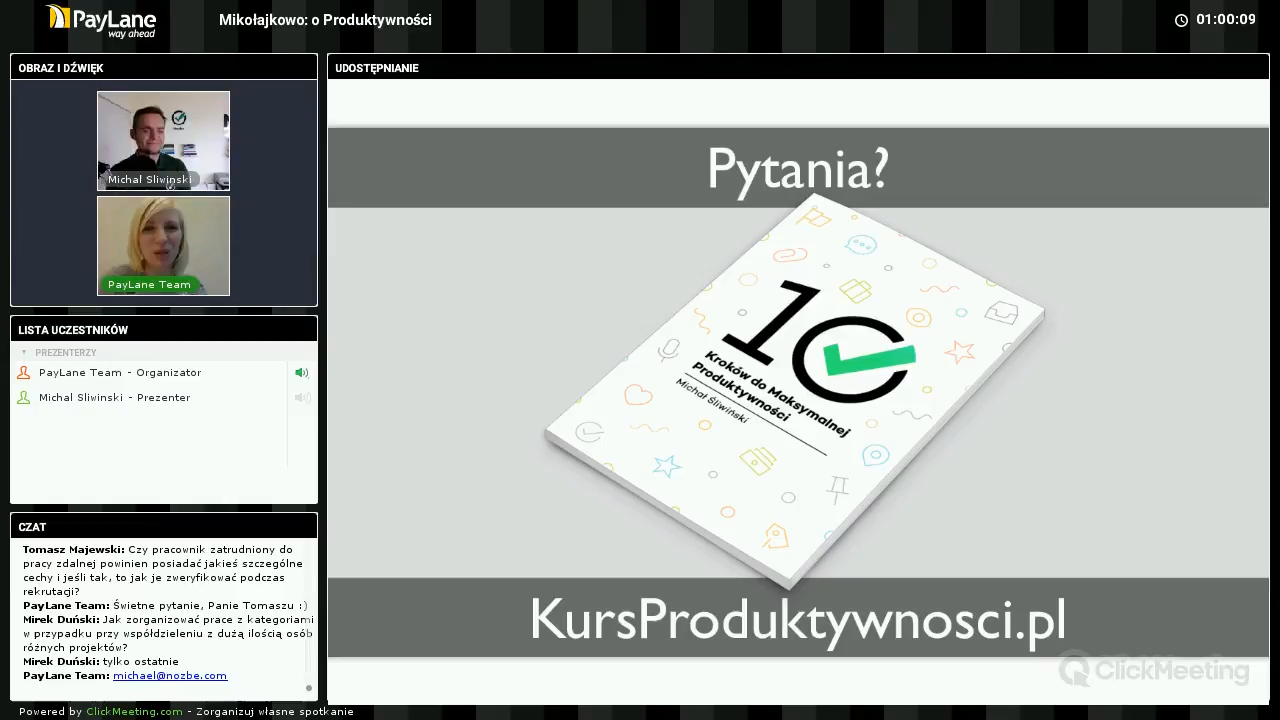 PayLane
way ahead
Mikołajkowo: o Produktywności
01:00:09
OBRAZ I DŹWIĘK
Michal Sliwinski
PayLane Team
LISTA UCZESTNIKÓW
PREZENTERZY
PayLane Team - Organizator
Michal Sliwinski - Prezenter
CZAT
Tomasz Majewski: Czy pracownik zatrudniony do
pracy zdalnej powinien posiadać jakieś szczególne
cechy i jeśli tak, to jak je zweryfikować podczas
rekrutacji?
PayLane Team: Świetne pytanie, Panie Tomaszu :)
Mirek Duński: Jak zorganizować prace z kategoriami
w przypadku przy współdzieleniu z dużą ilością osób
różnych projektów?
Mirek Duński: tylko ostatnie
PayLane Team: michael@nozbe.com
UDOSTĘPNIANIE
Pytania?
10
Kroków do Maksymalnej
Produktywności
Michał Śliwiński
KursProduktywnosci.pl
ClickMeeting
Powered by ClickMeeting.com - Zorganizuj własne spotkanie